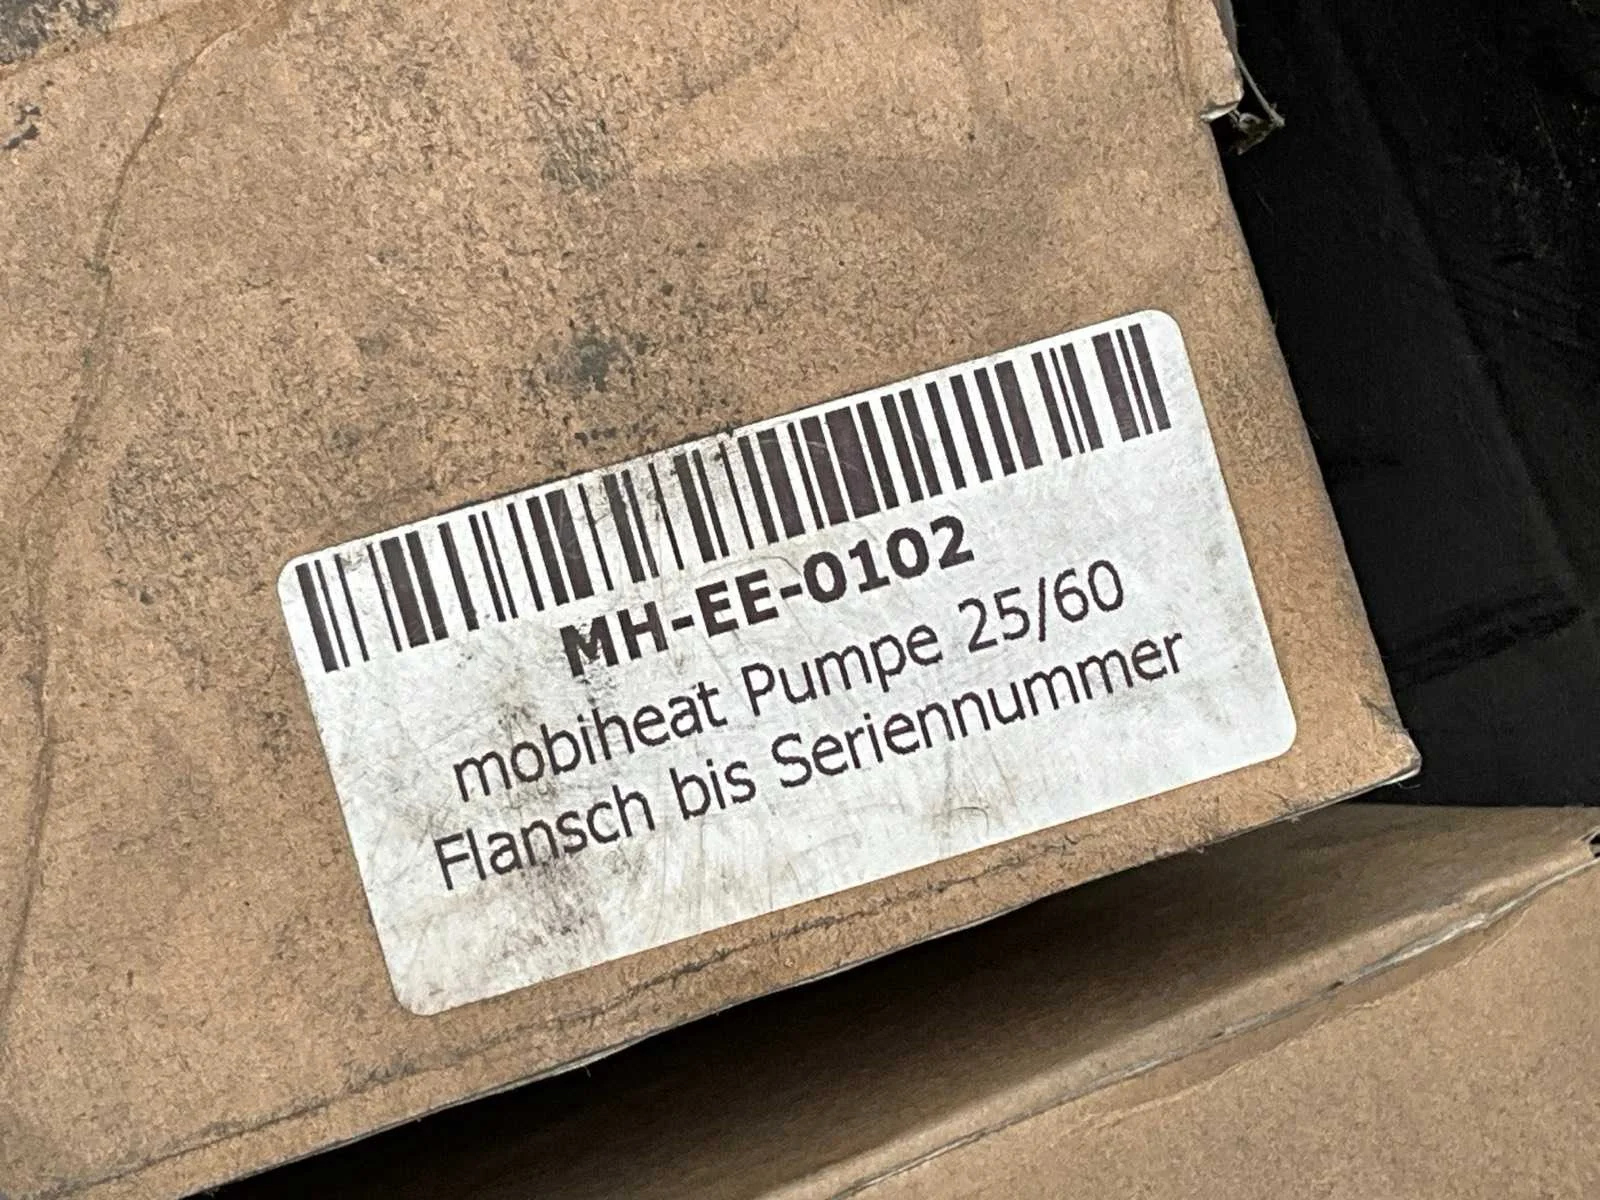 MH-EE-0102
mobiheat Pumpe 25/60
Flansch bis Seriennummer